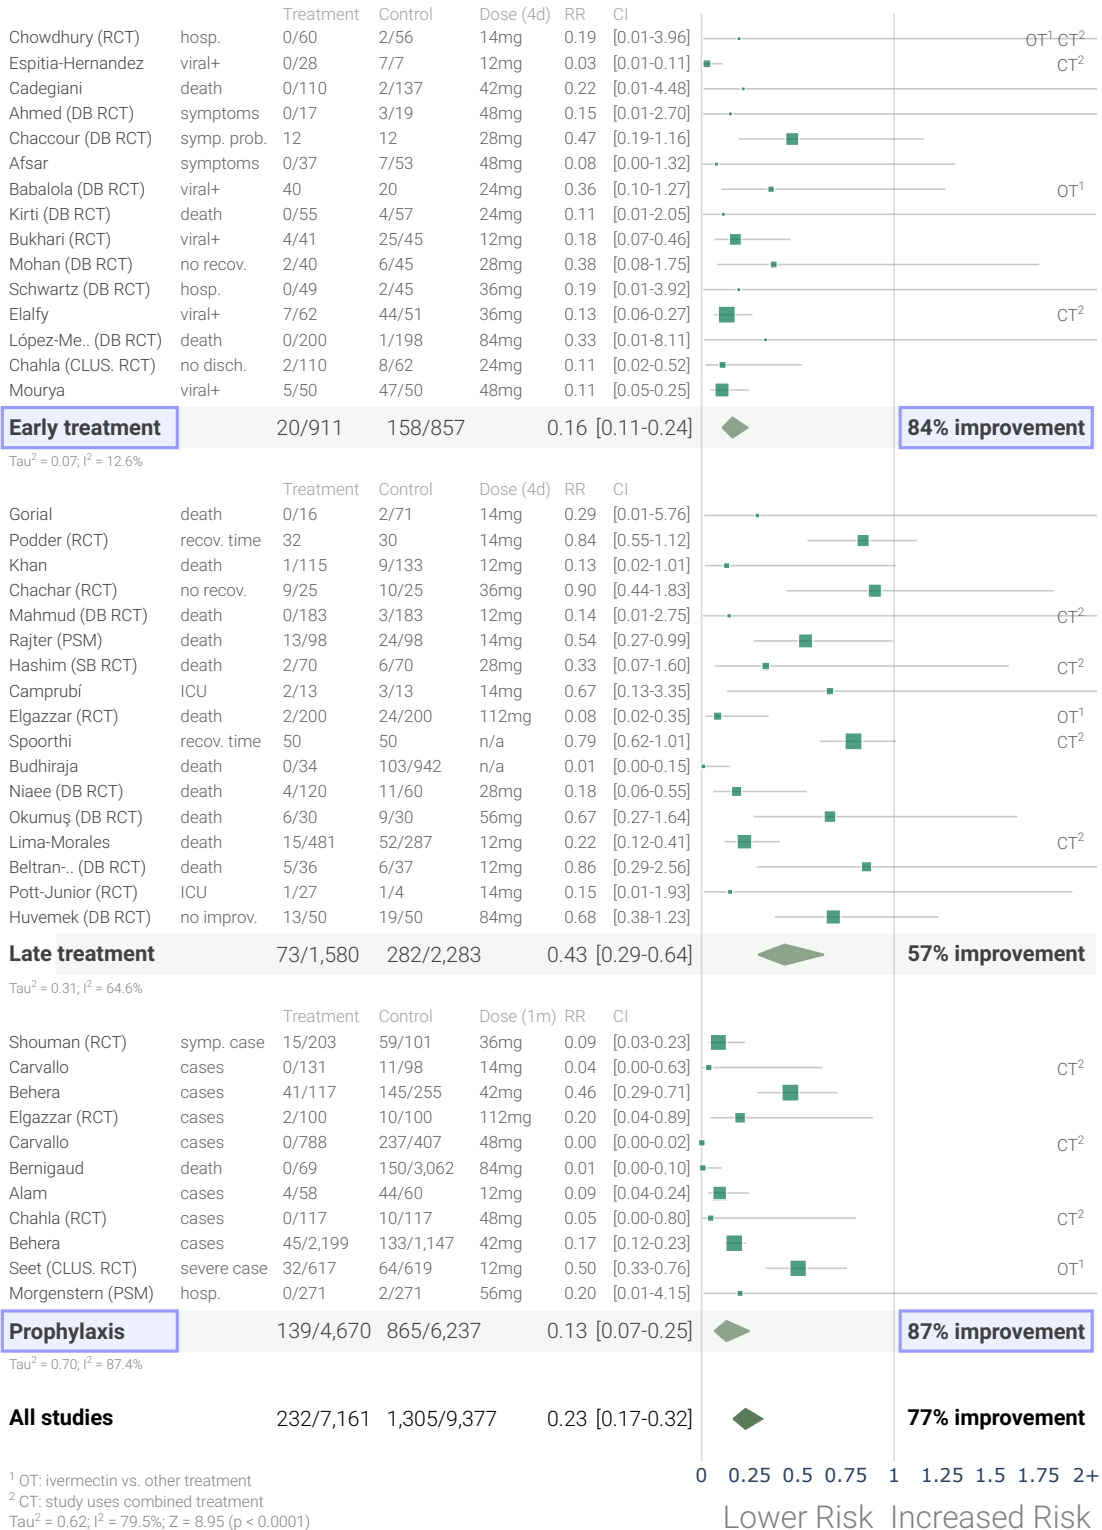 Treatment Control Dose (4d) RR CI
Chowdhury (RCT) hosp. 0/60 2/56 14mg 0.19 [0.01-3.96] OT¹ CT²
Espitia-Hernandez viral+ 0/28 7/7 12mg 0.03 [0.01-0.11] CT²
Cadegiani death 0/110 2/137 42mg 0.22 [0.01-4.48]
Ahmed (DB RCT) symptoms 0/17 3/19 48mg 0.15 [0.01-2.70]
Chaccour (DB RCT) symp. prob. 12 12 28mg 0.47 [0.19-1.16]
Afsar symptoms 0/37 7/53 48mg 0.08 [0.00-1.32]
Babalola (DB RCT) viral+ 40 20 24mg 0.36 [0.10-1.27] OT¹
Kirti (DB RCT) death 0/55 4/57 24mg 0.11 [0.01-2.05]
Bukhari (RCT) viral+ 4/41 25/45 12mg 0.18 [0.07-0.46]
Mohan (DB RCT) no recov. 2/40 6/45 28mg 0.38 [0.08-1.75]
Schwartz (DB RCT) hosp. 0/49 2/45 36mg 0.19 [0.01-3.92]
Elalfy viral+ 7/62 44/51 36mg 0.13 [0.06-0.27] CT²
López-Me.. (DB RCT) death 0/200 1/198 84mg 0.33 [0.01-8.11]
Chahla (CLUS. RCT) no disch. 2/110 8/62 24mg 0.11 [0.02-0.52]
Mourya viral+ 5/50 47/50 48mg 0.11 [0.05-0.25]
Early treatment 20/911 158/857 0.16 [0.11-0.24] 84% improvement
Tau² = 0.07; I² = 12.6%
Treatment Control Dose (4d) RR CI
Gorial death 0/16 2/71 14mg 0.29 [0.01-5.76]
Podder (RCT) recov. time 32 30 14mg 0.84 [0.55-1.12]
Khan death 1/115 9/133 12mg 0.13 [0.02-1.01]
Chachar (RCT) no recov. 9/25 10/25 36mg 0.90 [0.44-1.83]
Mahmud (DB RCT) death 0/183 3/183 12mg 0.14 [0.01-2.75] CT²
Rajter (PSM) death 13/98 24/98 14mg 0.54 [0.27-0.99]
Hashim (SB RCT) death 2/70 6/70 28mg 0.33 [0.07-1.60] CT²
Camprubí ICU 2/13 3/13 14mg 0.67 [0.13-3.35]
Elgazzar (RCT) death 2/200 24/200 112mg 0.08 [0.02-0.35] OT¹
Spoorthi recov. time 50 50 n/a 0.79 [0.62-1.01] CT²
Budhiraja death 0/34 103/942 n/a 0.01 [0.00-0.15]
Niaee (DB RCT) death 4/120 11/60 28mg 0.18 [0.06-0.55]
Okumuş (DB RCT) death 6/30 9/30 56mg 0.67 [0.27-1.64]
Lima-Morales death 15/481 52/287 12mg 0.22 [0.12-0.41] CT²
Beltran-.. (DB RCT) death 5/36 6/37 12mg 0.86 [0.29-2.56]
Pott-Junior (RCT) ICU 1/27 1/4 14mg 0.15 [0.01-1.93]
Huvemek (DB RCT) no improv. 13/50 19/50 84mg 0.68 [0.38-1.23]
Late treatment 73/1,580 282/2,283 0.43 [0.29-0.64] 57% improvement
Tau² = 0.31; I² = 64.6%
Treatment Control Dose (1m) RR CI
Shouman (RCT) symp. case 15/203 59/101 36mg 0.09 [0.03-0.23]
Carvallo cases 0/131 11/98 14mg 0.04 [0.00-0.63] CT²
Behera cases 41/117 145/255 42mg 0.46 [0.29-0.71]
Elgazzar (RCT) cases 2/100 10/100 112mg 0.20 [0.04-0.89]
Carvallo cases 0/788 237/407 48mg 0.00 [0.00-0.02] CT²
Bernigaud death 0/69 150/3,062 84mg 0.01 [0.00-0.10]
Alam cases 4/58 44/60 12mg 0.09 [0.04-0.24]
Chahla (RCT) cases 0/117 10/117 48mg 0.05 [0.00-0.80] CT²
Behera cases 45/2,199 133/1,147 42mg 0.17 [0.12-0.23]
Seet (CLUS. RCT) severe case 32/617 64/619 12mg 0.50 [0.33-0.76] OT¹
Morgenstern (PSM) hosp. 0/271 2/271 56mg 0.20 [0.01-4.15]
Prophylaxis 139/4,670 865/6,237 0.13 [0.07-0.25] 87% improvement
Tau² = 0.70; I² = 87.4%
All studies 232/7,161 1,305/9,377 0.23 [0.17-0.32] 77% improvement
0 0.25 0.5 0.75 1 1.25 1.5 1.75 2+
¹ OT: ivermectin vs. other treatment
² CT: study uses combined treatment
Tau² = 0.62; I² = 79.5%; Z = 8.95 (p < 0.0001)
Lower Risk Increased Risk